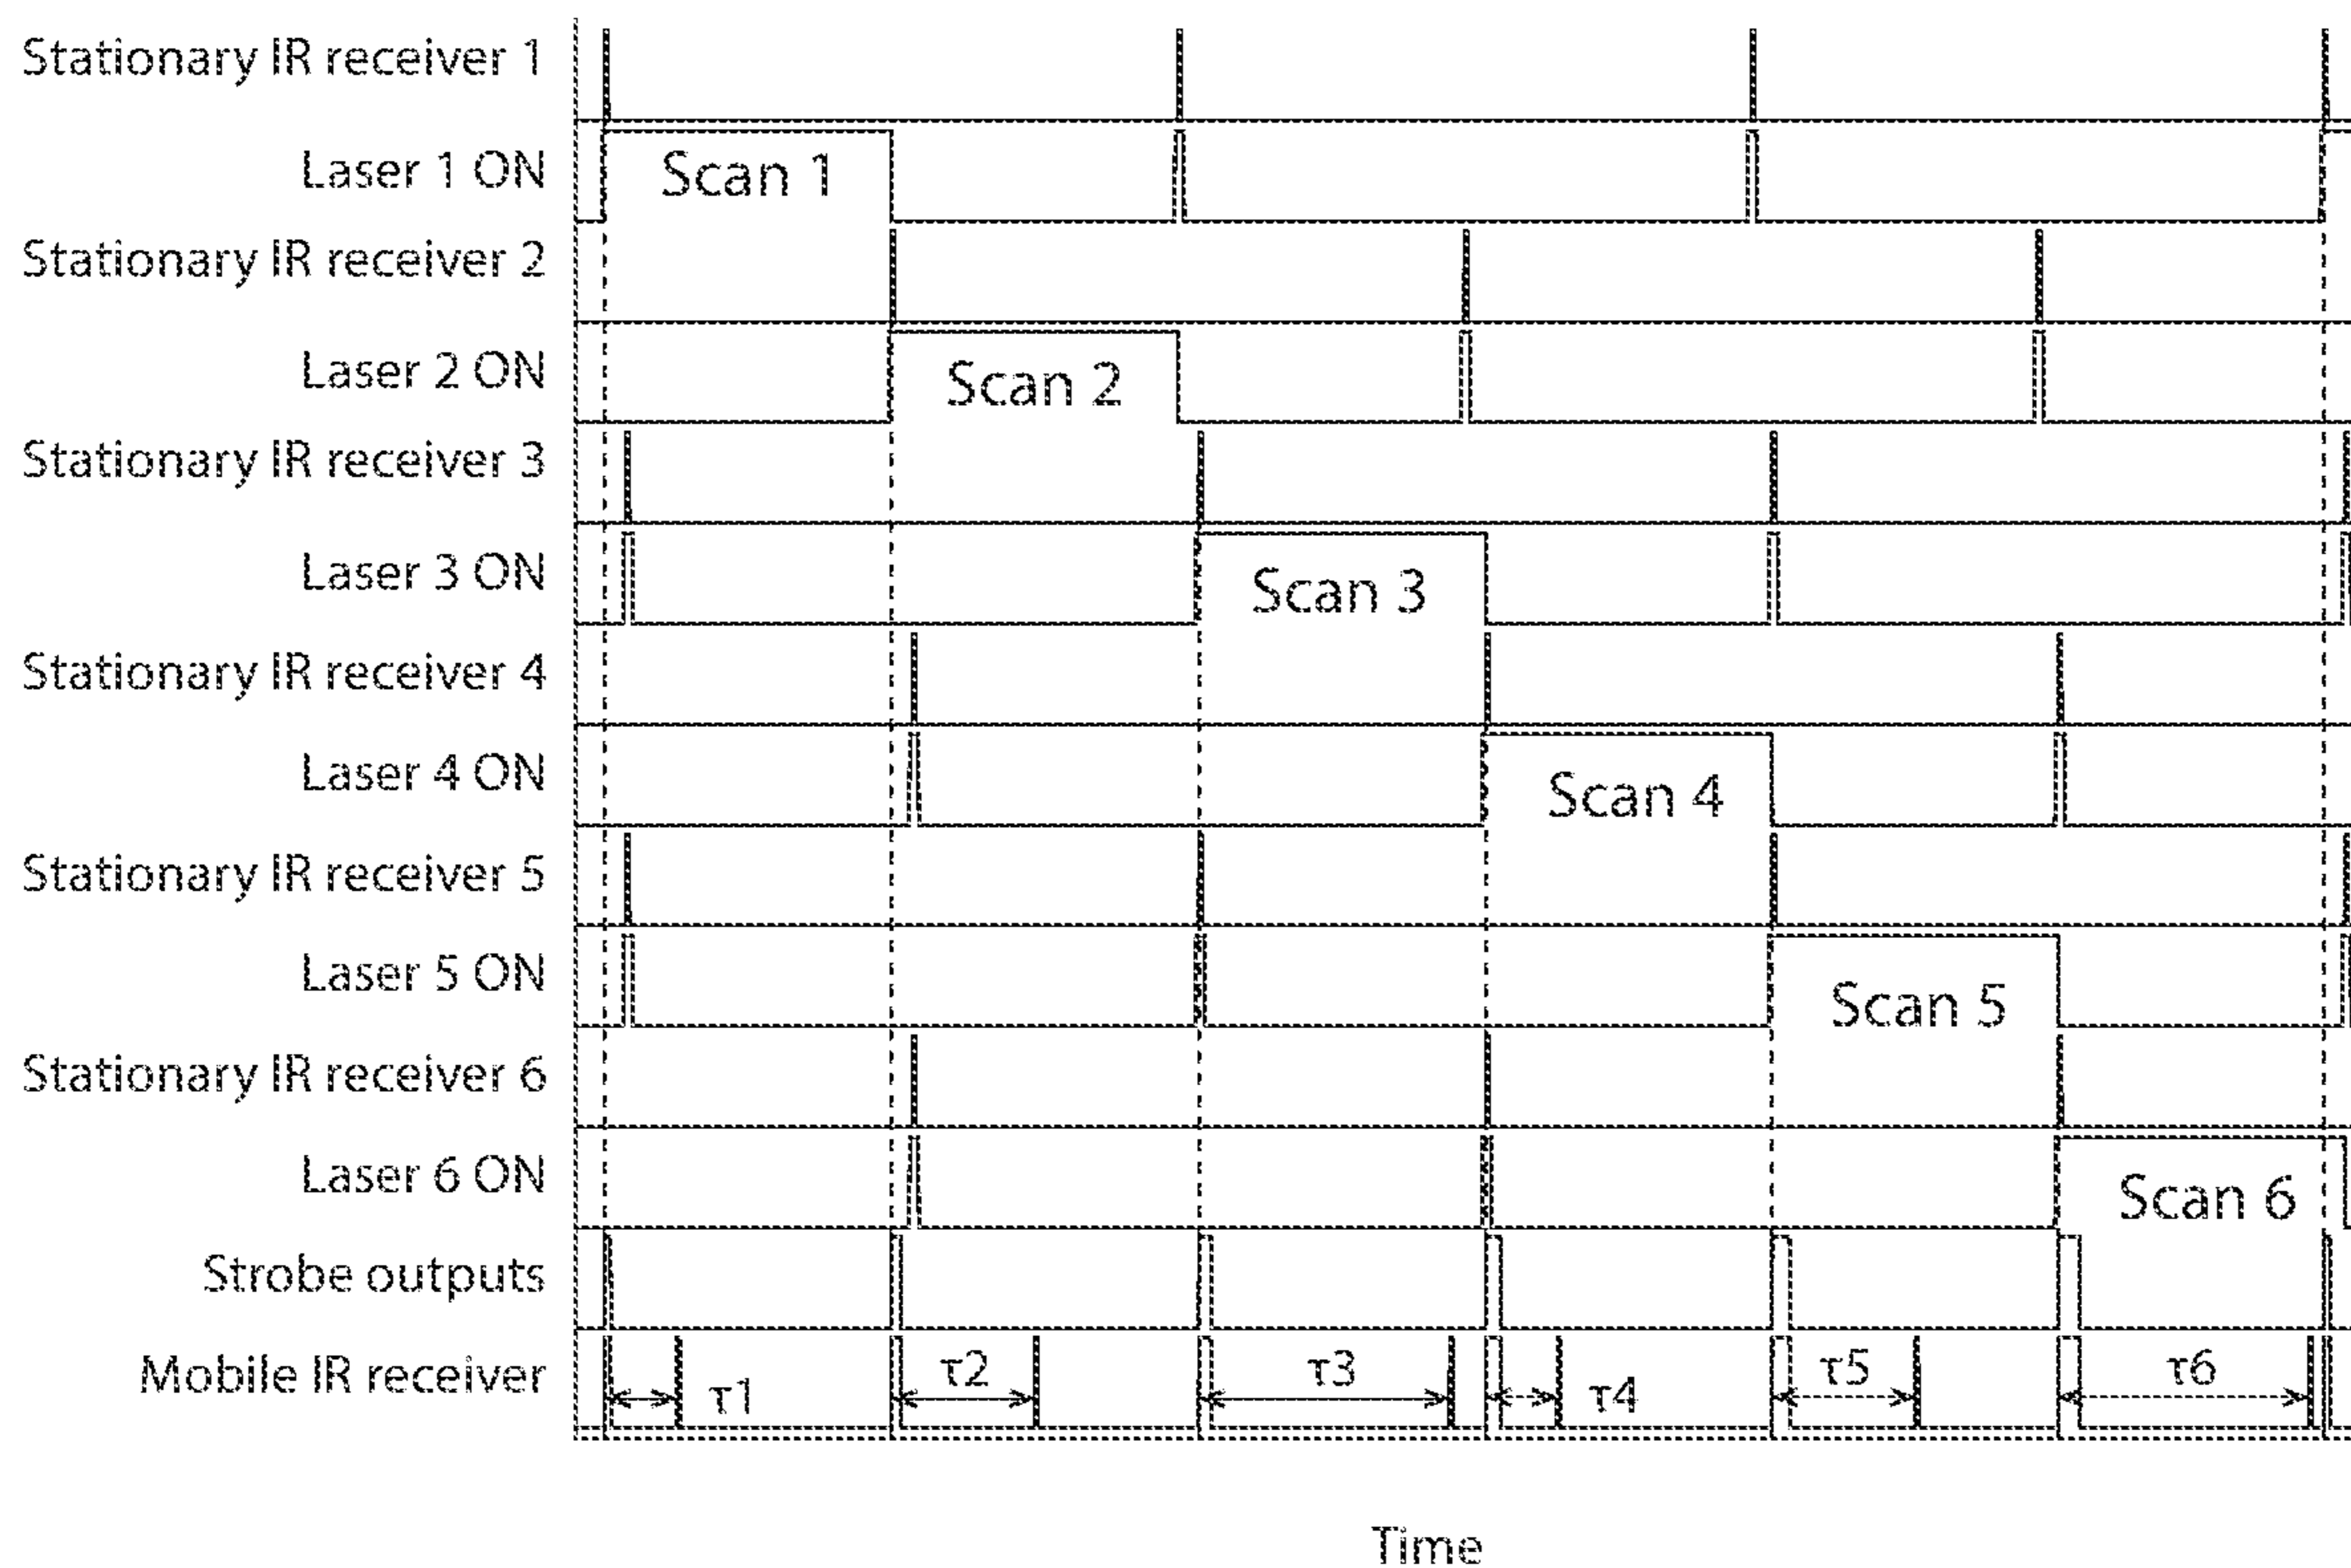 Stationary IR receiver 1
Laser 1 ON
Scan 1
Stationary IR receiver 2
Laser 2 ON
Scan 2
Stationary IR receiver 3
Laser 3 ON
Scan 3
Stationary IR receiver 4
Laser 4 ON
Scan 4
Stationary IR receiver 5
Laser 5 ON
Scan 5
Stationary IR receiver 6
Laser 6 ON
Scan 6
Strobe outputs
Mobile IR receiver
τ1
τ2
τ3
τ4
τ5
τ6
Time